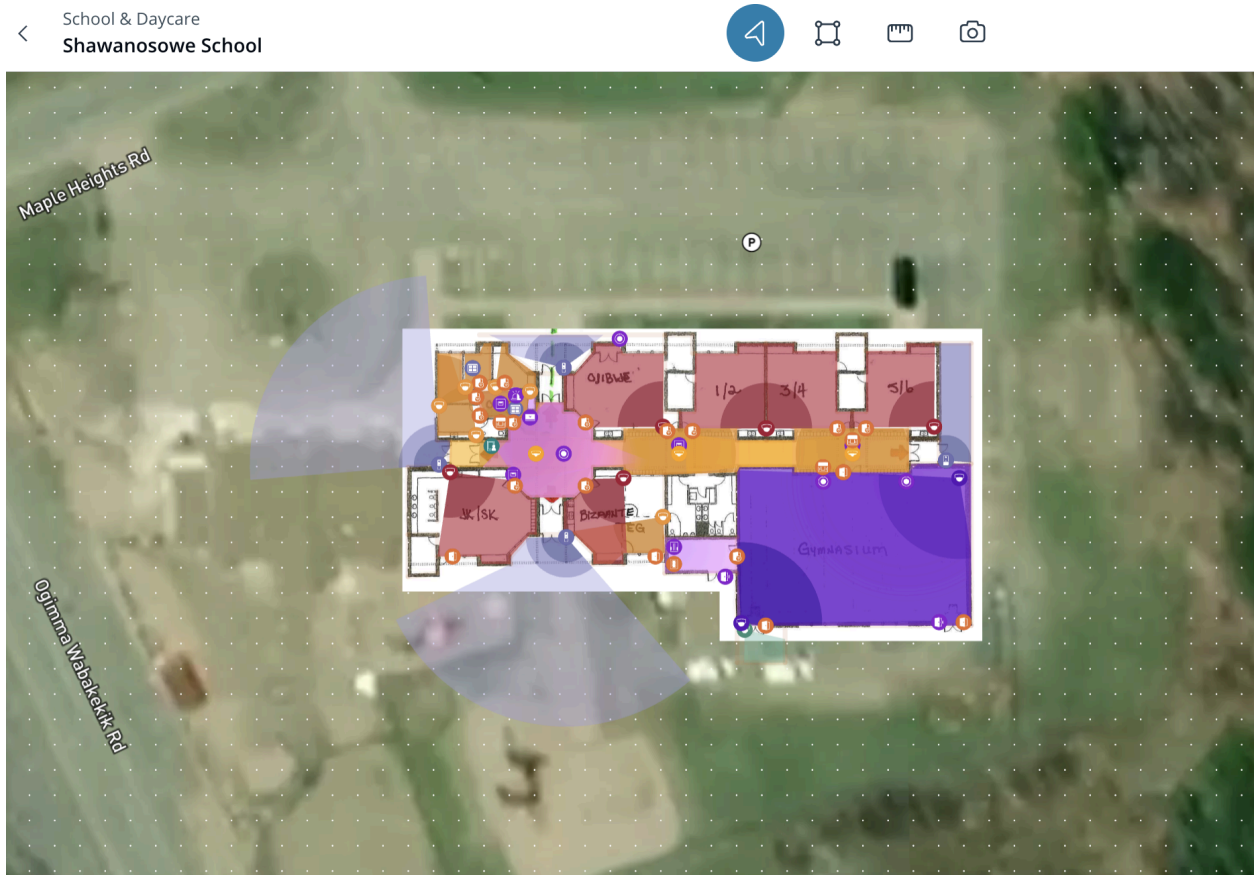 School & Daycare
Shawanosowe School
Maple Heights Rd
P
OJIBWE
1/2
3/4
5/6
JK/SK
GYMNASIUM
Ogimma Wabakekik Rd